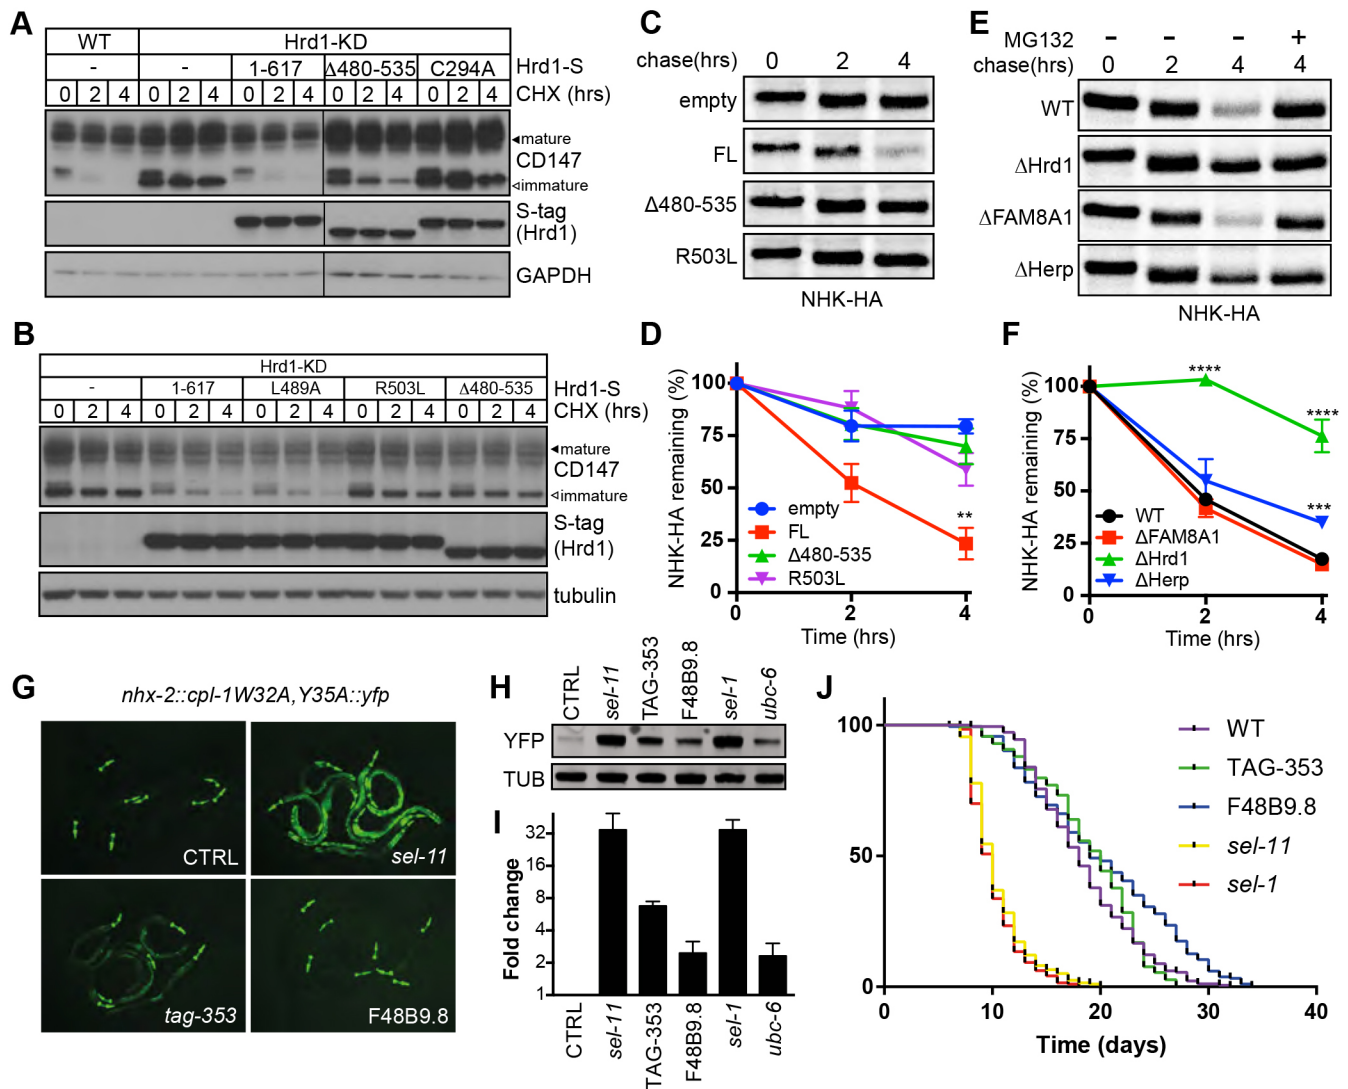 A
WT
Hrd1-KD
-
-
1-617
Δ480-535
C294A
Hrd1-S
0 2 4 0 2 4 0 2 4 0 2 4 0 2 4
CHX (hrs)
mature
CD147
immature
S-tag
(Hrd1)
GAPDH
B
Hrd1-KD
-
1-617
L489A
R503L
Δ480-535
Hrd1-S
0 2 4 0 2 4 0 2 4 0 2 4 0 2 4
CHX (hrs)
mature
CD147
immature
S-tag
(Hrd1)
tubulin
C
chase(hrs) 0 2 4
empty
FL
Δ480-535
R503L
NHK-HA
D
NHK-HA remaining (%)
100
75
50
25
0
0 2 4
Time (hrs)
empty
FL
Δ480-535
R503L
**
E
MG132 - - - +
chase(hrs) 0 2 4 4
WT
ΔHrd1
ΔFAM8A1
ΔHerp
NHK-HA
F
NHK-HA remaining (%)
100
75
50
25
0
0 2 4
Time (hrs)
WT
ΔFAM8A1
ΔHrd1
ΔHerp
****
****
***
G
nhx-2::cpl-1W32A,Y35A::yfp
CTRL
sel-11
tag-353
F48B9.8
H
CTRL
sel-11
TAG-353
F48B9.8
sel-1
ubc-6
YFP
TUB
I
Fold change
32
16
8
4
2
1
CTRL
sel-11
TAG-353
F48B9.8
sel-1
ubc-6
J
100
50
0
0 10 20 30 40
Time (days)
WT
TAG-353
F48B9.8
sel-11
sel-1